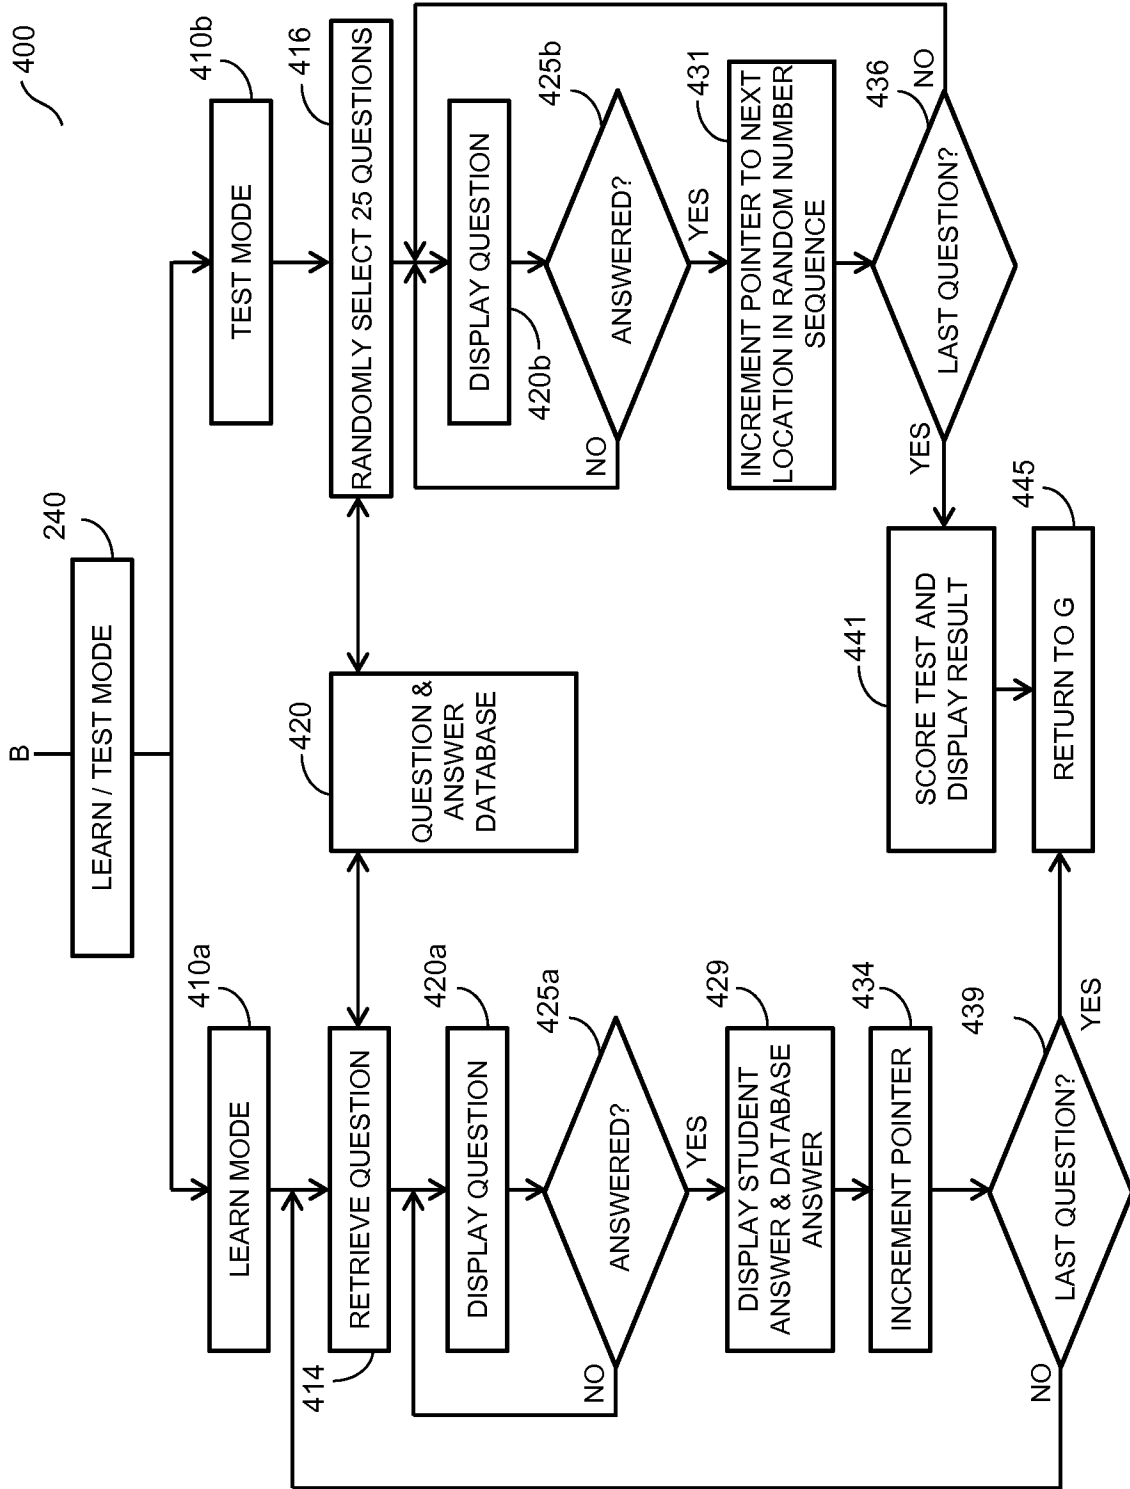 400
B
240
LEARN / TEST MODE
410a
LEARN MODE
410b
TEST MODE
414
RETRIEVE QUESTION
420
QUESTION &
ANSWER
DATABASE
416
RANDOMLY SELECT 25 QUESTIONS
420a
DISPLAY QUESTION
DISPLAY QUESTION
420b
425a
ANSWERED?
NO
YES
425b
ANSWERED?
NO
YES
429
DISPLAY STUDENT
ANSWER & DATABASE
ANSWER
431
INCREMENT POINTER TO NEXT
LOCATION IN RANDOM NUMBER
SEQUENCE
434
INCREMENT POINTER
436
LAST QUESTION?
YES
NO
439
LAST QUESTION?
NO
YES
441
SCORE TEST AND
DISPLAY RESULT
445
RETURN TO G